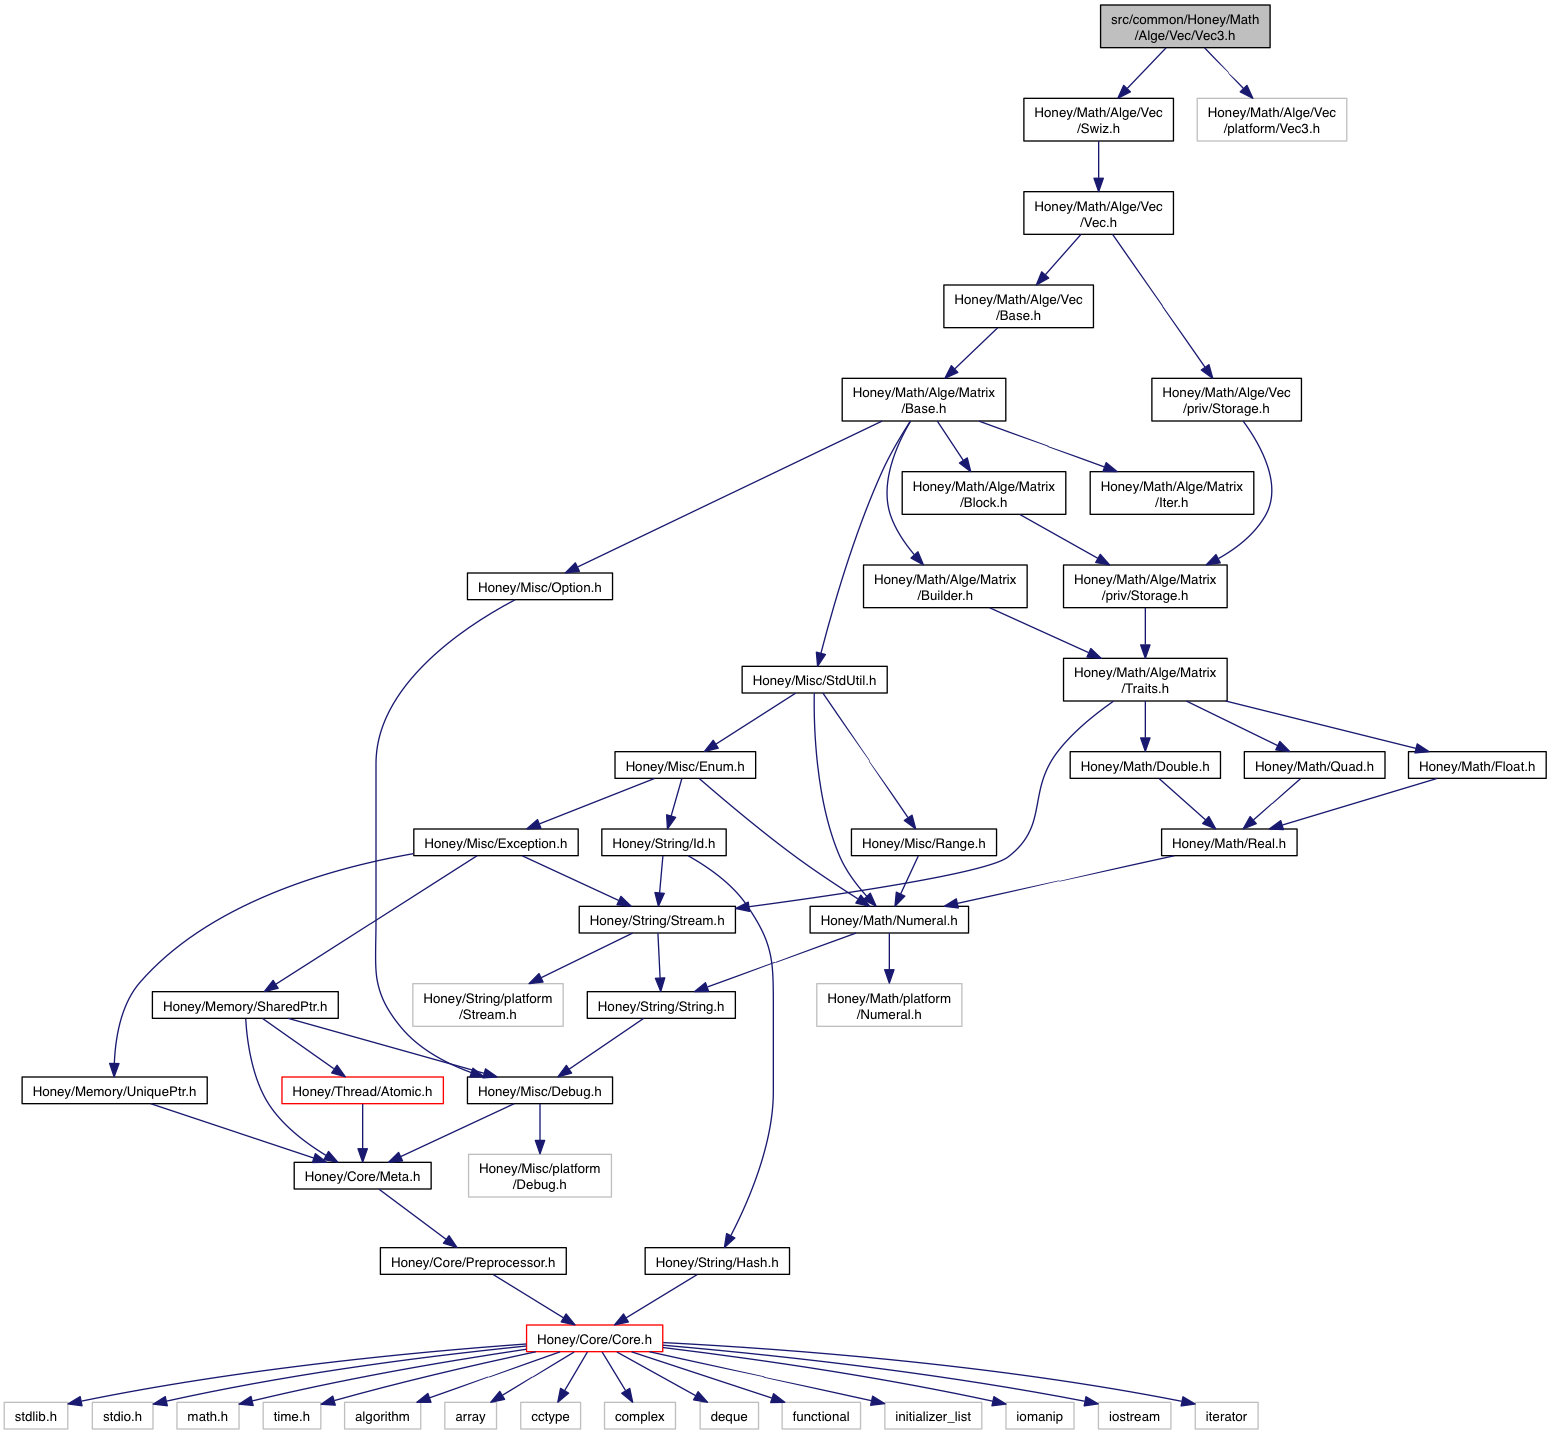 src/common/Honey/Math
/Alge/Vec/Vec3.h
Honey/Math/Alge/Vec
/Swiz.h
Honey/Math/Alge/Vec
/platform/Vec3.h
Honey/Math/Alge/Vec
/Vec.h
Honey/Math/Alge/Vec
/Base.h
Honey/Math/Alge/Matrix
/Base.h
Honey/Math/Alge/Vec
/priv/Storage.h
Honey/Math/Alge/Matrix
/Block.h
Honey/Math/Alge/Matrix
/Iter.h
Honey/Misc/Option.h
Honey/Math/Alge/Matrix
/Builder.h
Honey/Math/Alge/Matrix
/priv/Storage.h
Honey/Misc/StdUtil.h
Honey/Math/Alge/Matrix
/Traits.h
Honey/Misc/Enum.h
Honey/Math/Double.h
Honey/Math/Quad.h
Honey/Math/Float.h
Honey/Misc/Exception.h
Honey/String/Id.h
Honey/Misc/Range.h
Honey/Math/Real.h
Honey/String/Stream.h
Honey/Math/Numeral.h
Honey/Memory/SharedPtr.h
Honey/String/platform
/Stream.h
Honey/String/String.h
Honey/Math/platform
/Numeral.h
Honey/Memory/UniquePtr.h
Honey/Thread/Atomic.h
Honey/Misc/Debug.h
Honey/Core/Meta.h
Honey/Misc/platform
/Debug.h
Honey/Core/Preprocessor.h
Honey/String/Hash.h
Honey/Core/Core.h
stdlib.h
stdio.h
math.h
time.h
algorithm
array
cctype
complex
deque
functional
initializer_list
iomanip
iostream
iterator